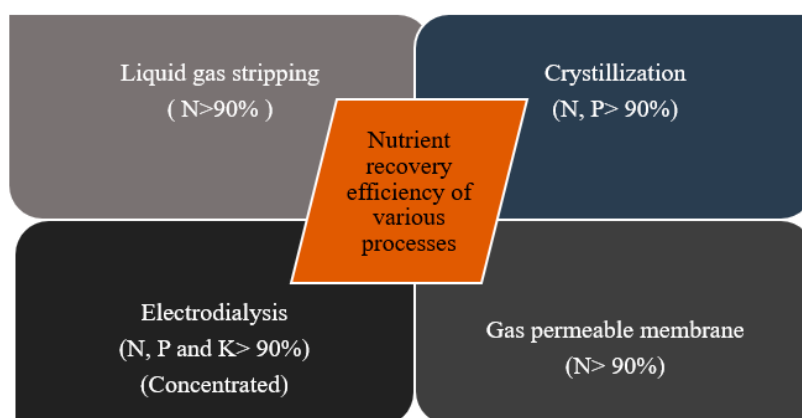 Liquid gas stripping
( N>90% )
Crystillization
(N, P> 90%)
Nutrient
recovery
efficiency of
various
processes
Electrodialysis
(N, P and K> 90%)
(Concentrated)
Gas permeable membrane
(N> 90%)